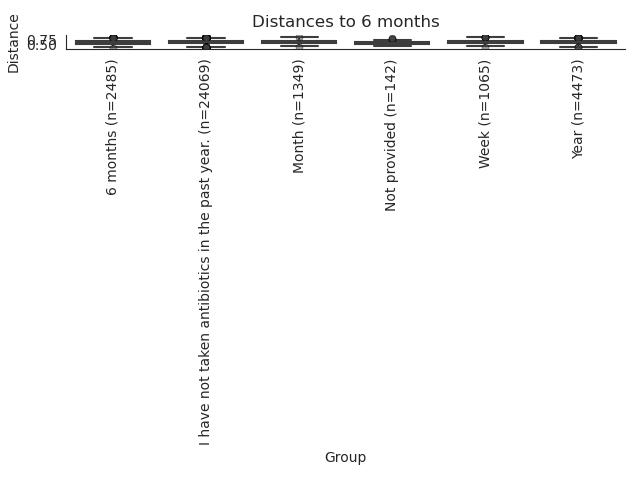 Distances to 6 months
Distance
0.75
0.50
6 months (n=2485)
I have not taken antibiotics in the past year. (n=24069)
Month (n=1349)
Not provided (n=142)
Week (n=1065)
Year (n=4473)
Group